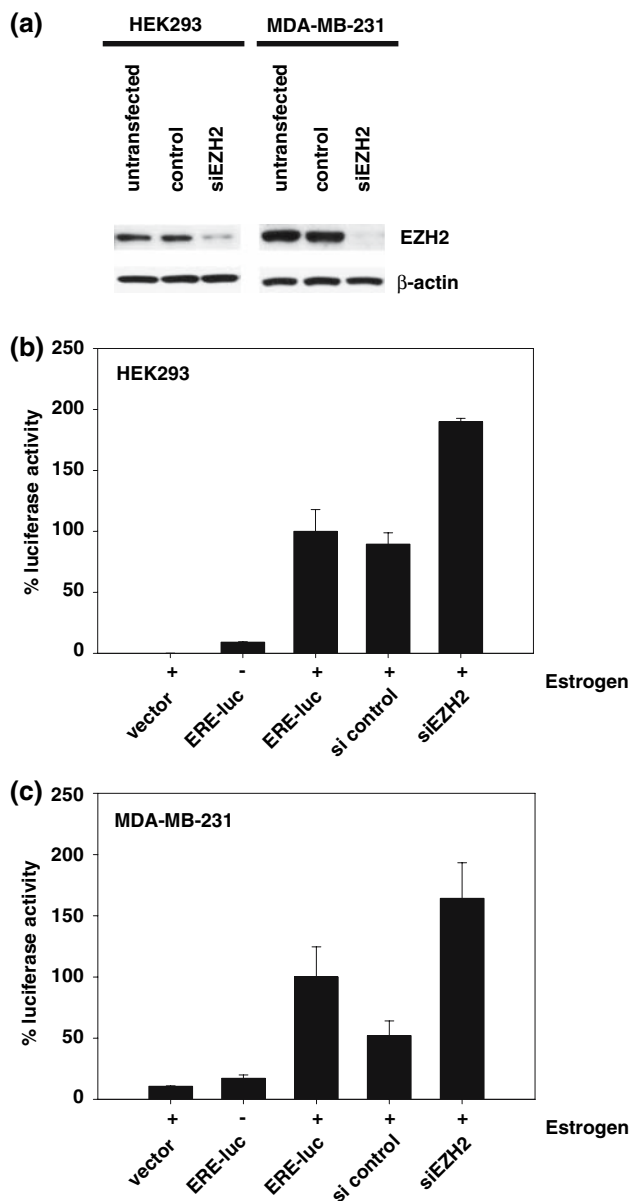 (a)
HEK293 MDA-MB-231
untransfected
control
siEZH2
untransfected
control
siEZH2
EZH2
β-actin
(b)
250
200
150
100
50
0
% luciferase activity
HEK293
+ - + + + Estrogen
vector
ERE-luc
ERE-luc
si control
siEZH2
(c)
250
200
150
100
50
0
% luciferase activity
MDA-MB-231
+ - + + + Estrogen
vector
ERE-luc
ERE-luc
si control
siEZH2